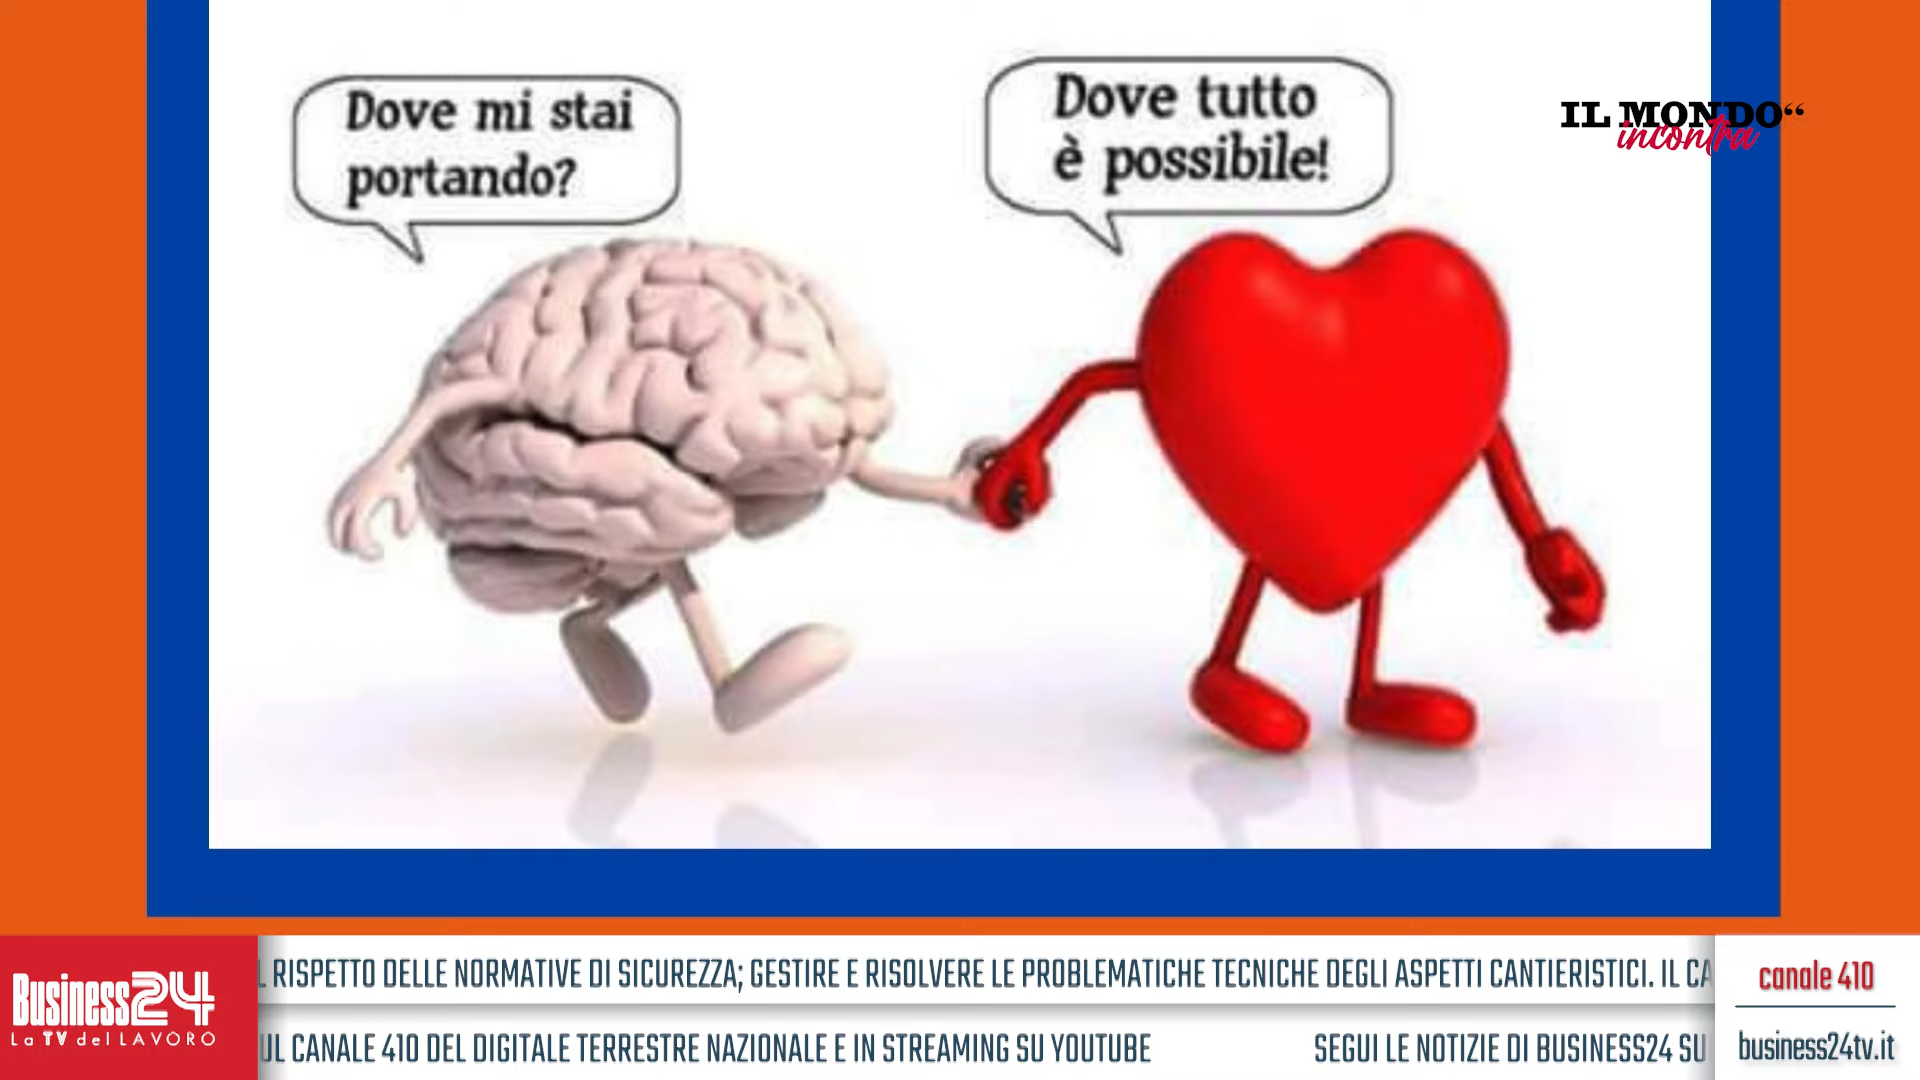 Dove mi stai
portando?
Dove tutto
è possibile!
IL MONDO“
incontra
Business24
La TV del LAVORO
L RISPETTO DELLE NORMATIVE DI SICUREZZA; GESTIRE E RISOLVERE LE PROBLEMATICHE TECNICHE DEGLI ASPETTI CANTIERISTICI. IL CA
canale 410
UL CANALE 410 DEL DIGITALE TERRESTRE NAZIONALE E IN STREAMING SU YOUTUBE SEGUI LE NOTIZIE DI BUSINESS24 SU
business24tv.it